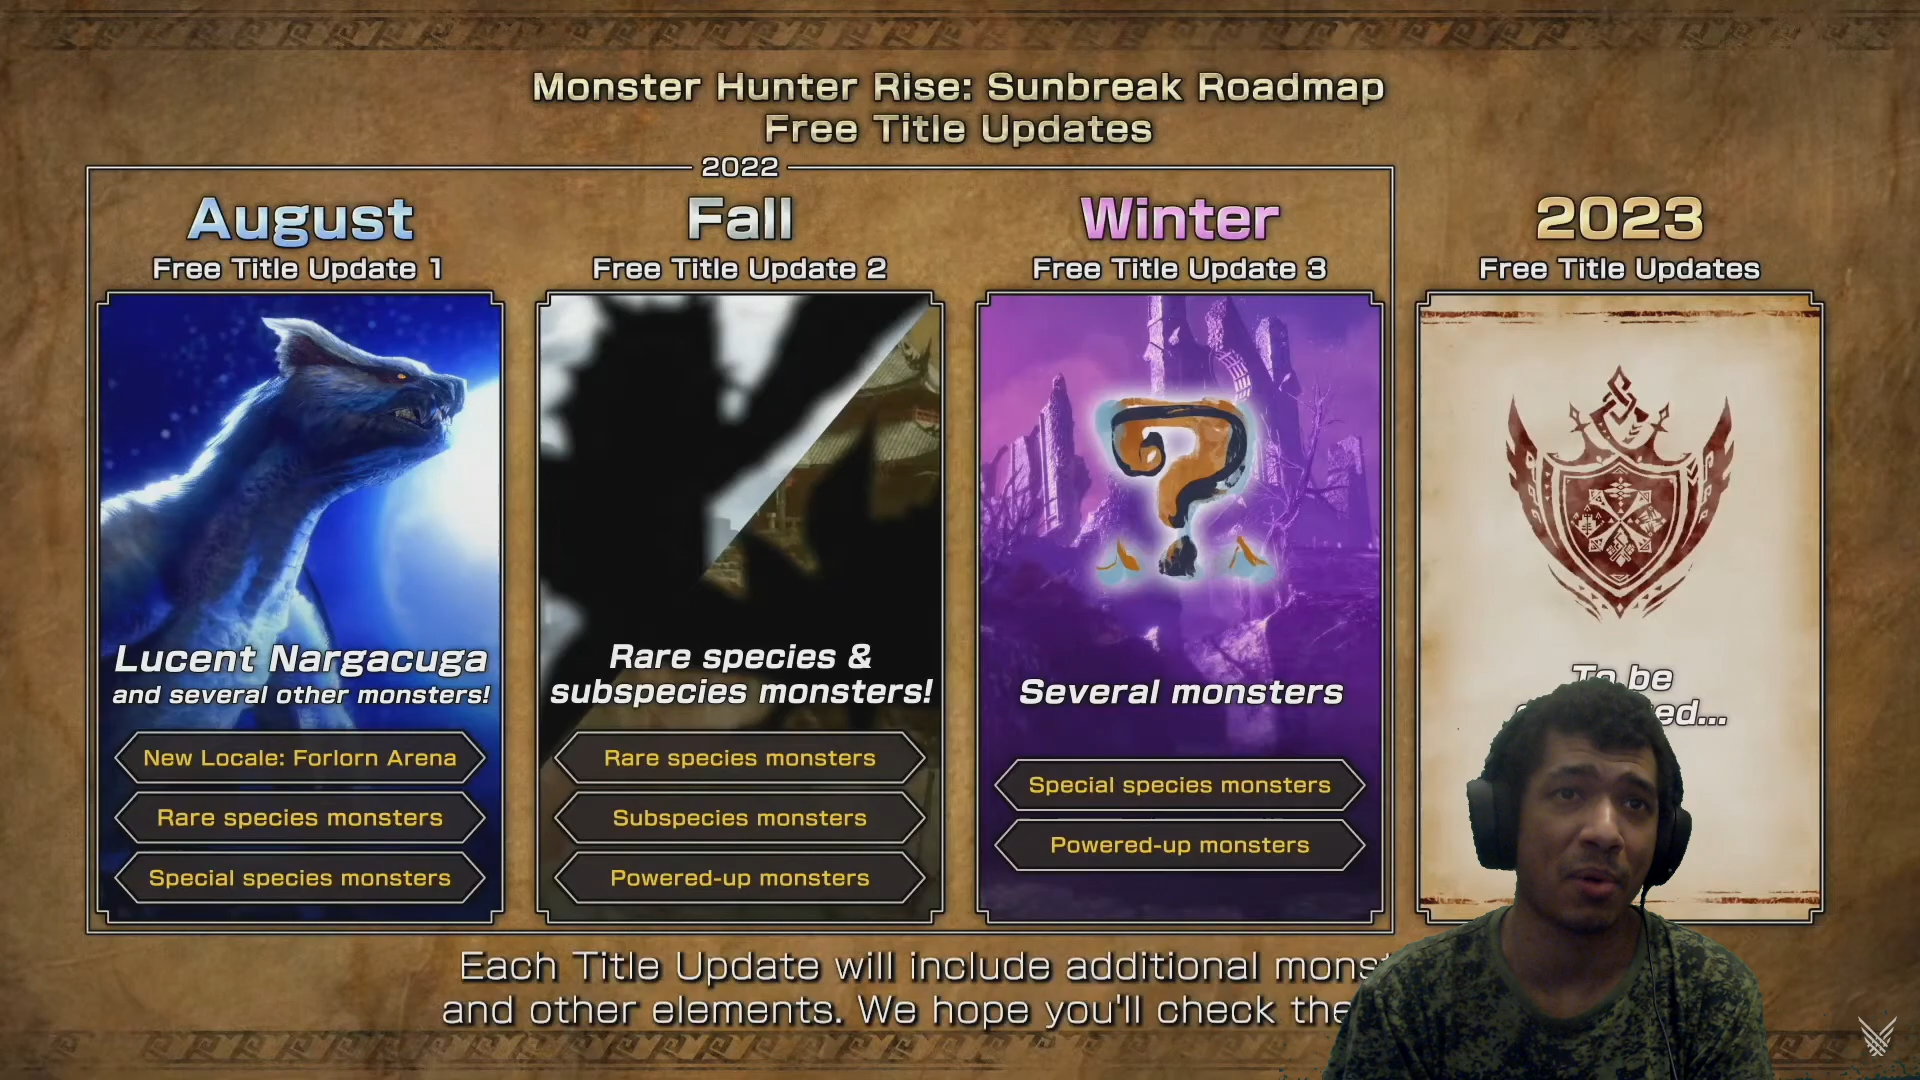 Monster Hunter Rise: Sunbreak Roadmap
Free Title Updates
2022
August
Free Title Update 1
Lucent Nargacuga
and several other monsters!
New Locale: Forlorn Arena
Rare species monsters
Special species monsters
Fall
Free Title Update 2
Rare species &
subspecies monsters!
Rare species monsters
Subspecies monsters
Powered-up monsters
Winter
Free Title Update 3
Several monsters
Special species monsters
Powered-up monsters
2023
Free Title Updates
To be
Each Title Update will include additional
and other elements. We hope you'll check